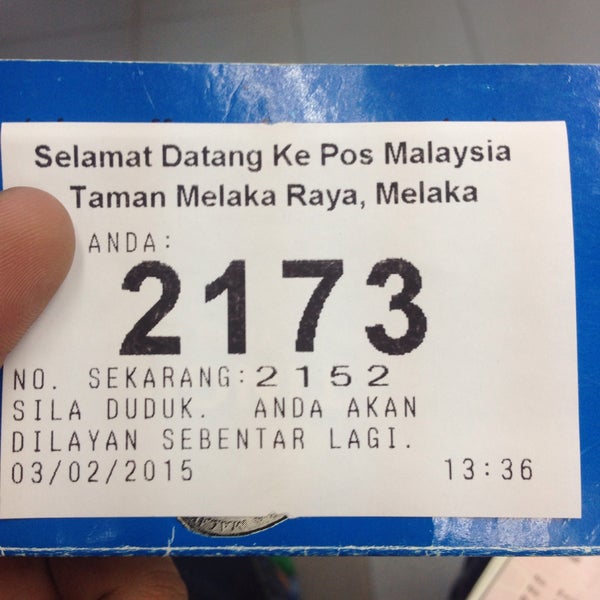 Selamat Datang Ke Pos Malaysia
Taman Melaka Raya, Melaka
ANDA:
2173
NO. SEKARANG:2152
SILA DUDUK. ANDA AKAN
DILAYAN SEBENTAR LAGI.
03/02/2015 13:36